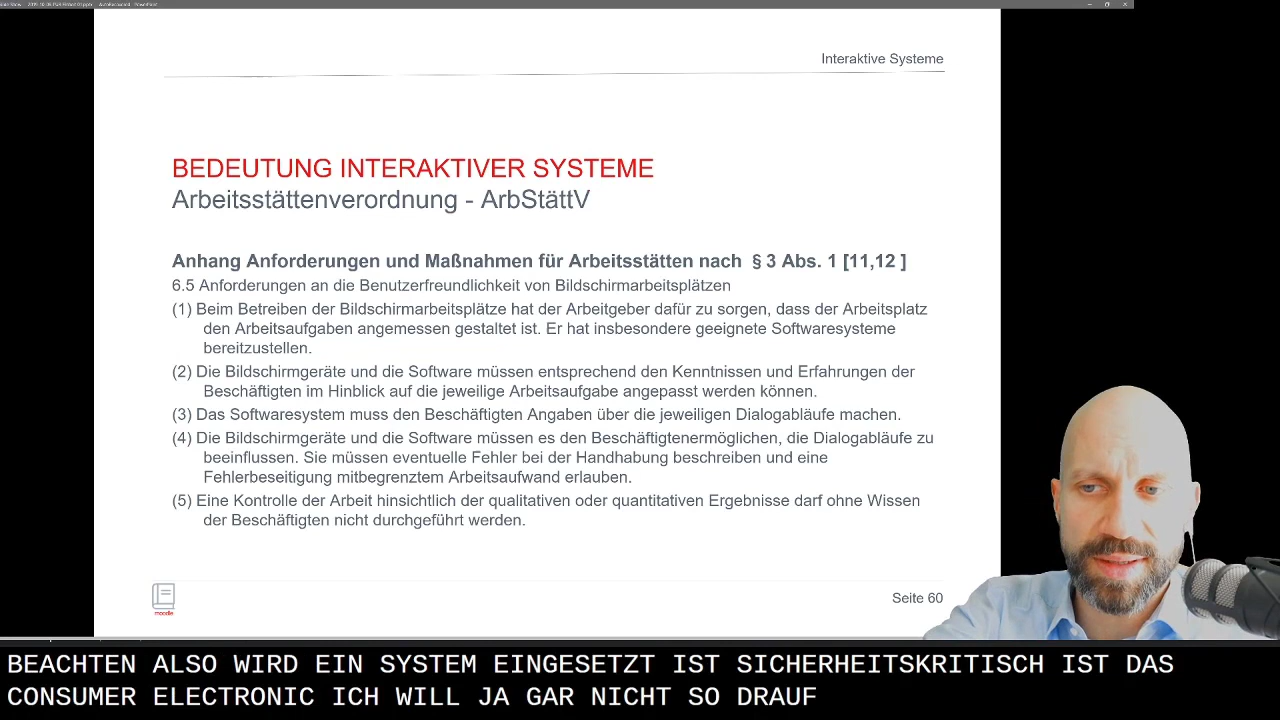 Interaktive Systeme
BEDEUTUNG INTERAKTIVER SYSTEME
Arbeitsstättenverordnung - ArbStättV
Anhang Anforderungen und Maßnahmen für Arbeitsstätten nach § 3 Abs. 1 [11,12 ]
6.5 Anforderungen an die Benutzerfreundlichkeit von Bildschirmarbeitsplätzen
(1) Beim Betreiben der Bildschirmarbeitsplätze hat der Arbeitgeber dafür zu sorgen, dass der Arbeitsplatz
den Arbeitsaufgaben angemessen gestaltet ist. Er hat insbesondere geeignete Softwaresysteme
bereitzustellen.
(2) Die Bildschirmgeräte und die Software müssen entsprechend den Kenntnissen und Erfahrungen der
Beschäftigten im Hinblick auf die jeweilige Arbeitsaufgabe angepasst werden können.
(3) Das Softwaresystem muss den Beschäftigten Angaben über die jeweiligen Dialogabläufe machen.
(4) Die Bildschirmgeräte und die Software müssen es den Beschäftigtenermöglichen, die Dialogabläufe zu
beeinflussen. Sie müssen eventuelle Fehler bei der Handhabung beschreiben und eine
Fehlerbeseitigung mitbegrenztem Arbeitsaufwand erlauben.
(5) Eine Kontrolle der Arbeit hinsichtlich der qualitativen oder quantitativen Ergebnisse darf ohne Wissen
der Beschäftigten nicht durchgeführt werden.
moodle
Seite 60
BEACHTEN ALSO WIRD EIN SYSTEM EINGESETZT IST SICHERHEITSKRITISCH IST DAS
CONSUMER ELECTRONIC ICH WILL JA GAR NICHT SO DRAUF